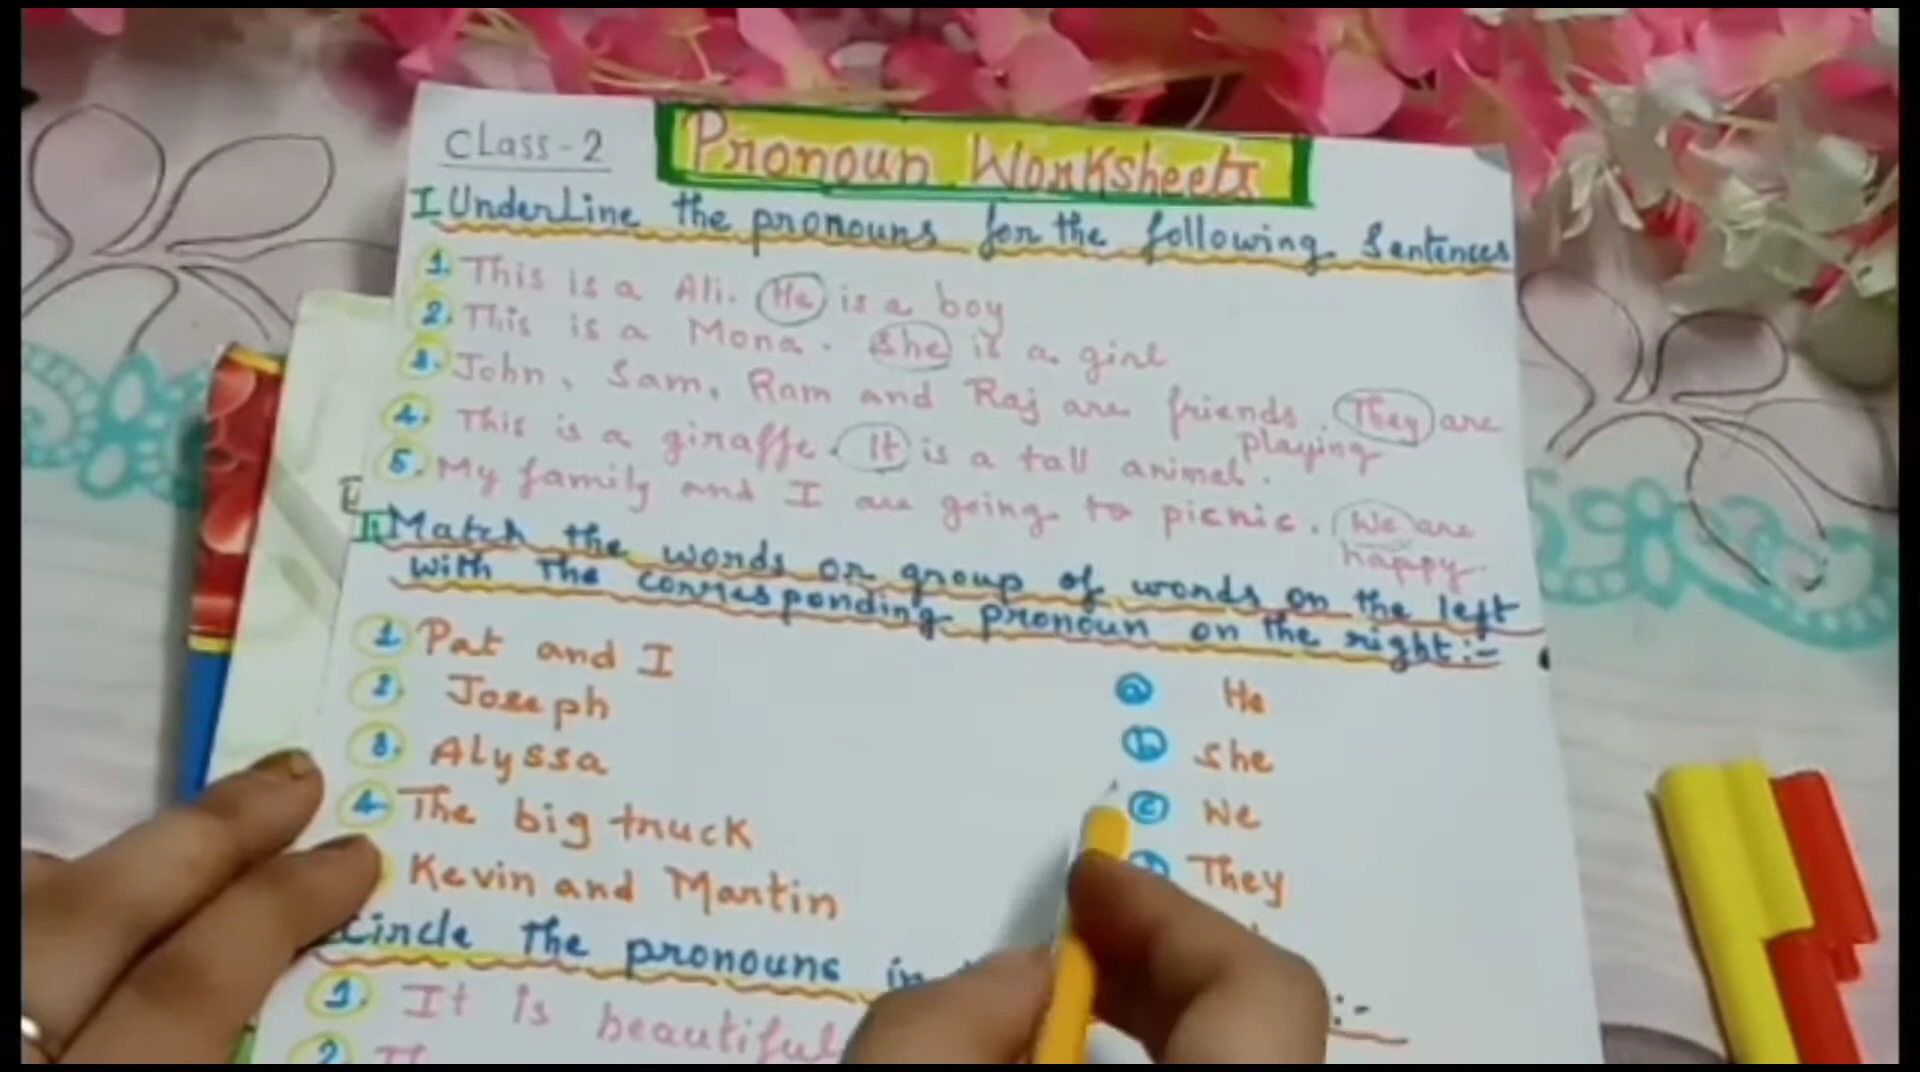 Class-2
Pronoun Worksheets
I Underline the pronouns for the following sentences
1. This is a Ali. He is a boy
2. This is a Mona. She is a girl
3. John, Sam, Ram and Raj are friends. They are
playing
4. This is a giraffe. It is a tall animal.
5. My family and I are going to picnic. We are
happy.
II Match the words or group of words on the left
with the corresponding pronoun on the right:-
1 Pat and I
a He
2. Joseph
b she
3. Alyssa
c We
4 The big truck
They
Kevin and Martin
circle the pronouns in :-
1. It is beautiful
2